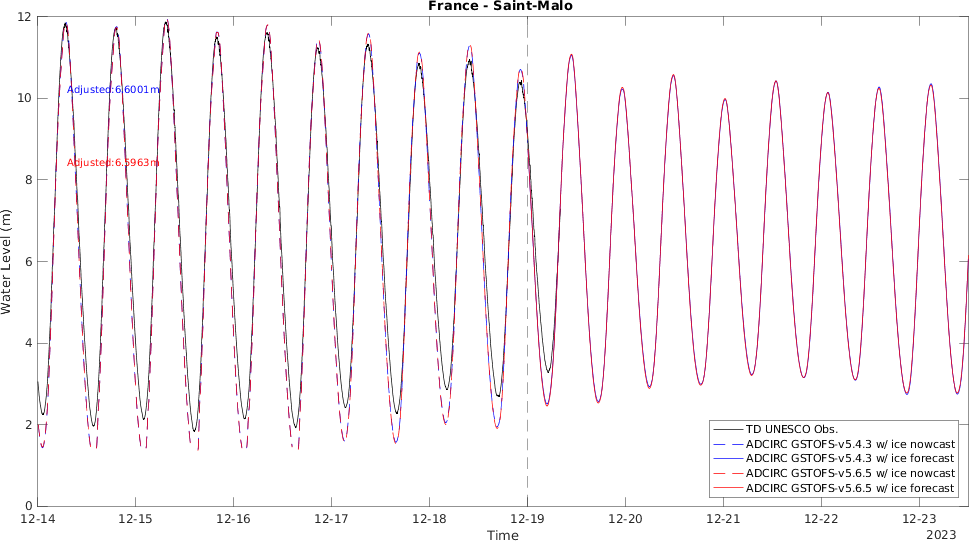 France - Saint-Malo
12
10
8
6
4
2
0
Water Level (m)
Adjusted:6.6001m
Adjusted:6.5963m
TD UNESCO Obs.
ADCIRC GSTOFS-v5.4.3 w/ ice nowcast
ADCIRC GSTOFS-v5.4.3 w/ ice forecast
ADCIRC GSTOFS-v5.6.5 w/ ice nowcast
ADCIRC GSTOFS-v5.6.5 w/ ice forecast
12-14 12-15 12-16 12-17 12-18 12-19 12-20 12-21 12-22 12-23
Time
2023